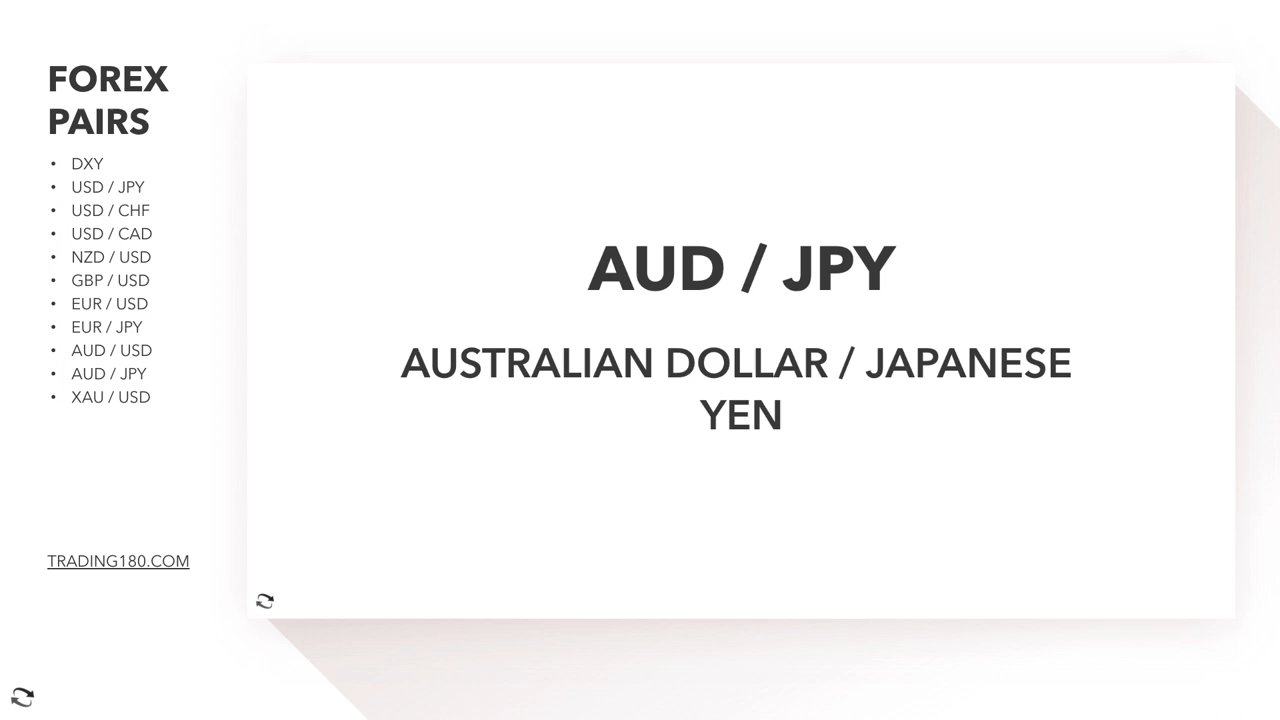 FOREX
PAIRS
• DXY
• USD / JPY
• USD / CHF
• USD / CAD
• NZD / USD
• GBP / USD
• EUR / USD
• EUR / JPY
• AUD / USD
• AUD / JPY
• XAU / USD
TRADING180.COM
AUD / JPY
AUSTRALIAN DOLLAR / JAPANESE
YEN